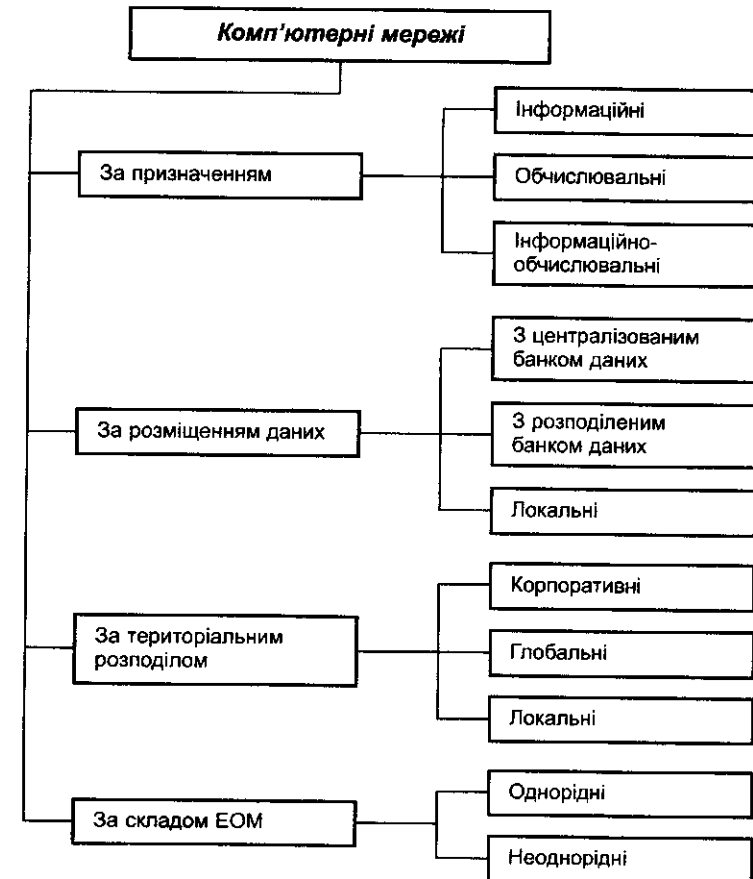 Комп'ютерні мережі
За призначенням
Інформаційні
Обчислювальні
Інформаційно-
обчислювальні
За розміщенням даних
З централізованим
банком даних
З розподіленим
банком даних
Локальні
За територіальним
розподілом
Корпоративні
Глобальні
Локальні
За складом ЕОМ
Однорідні
Неоднорідні